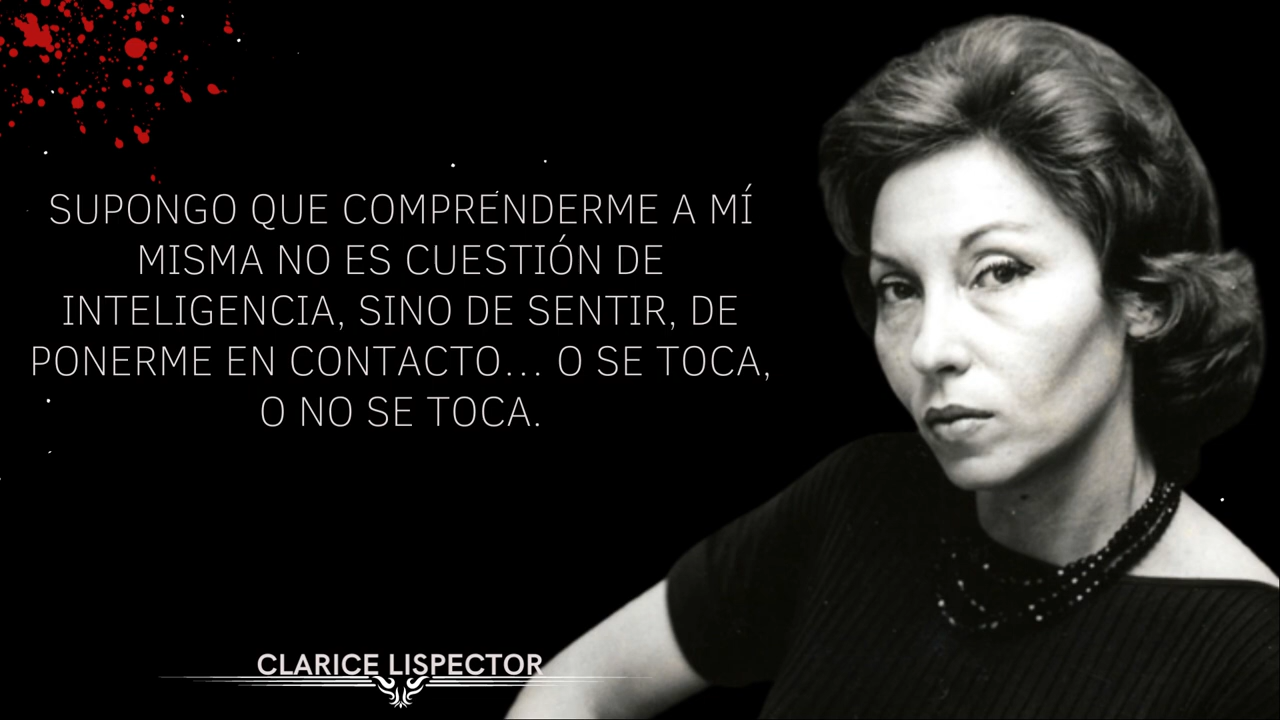 SUPONGO QUE COMPRENDERME A MÍ
MISMA NO ES CUESTIÓN DE
INTELIGENCIA, SINO DE SENTIR, DE
PONERME EN CONTACTO... O SE TOCA,
O NO SE TOCA.
CLARICE LISPECTOR